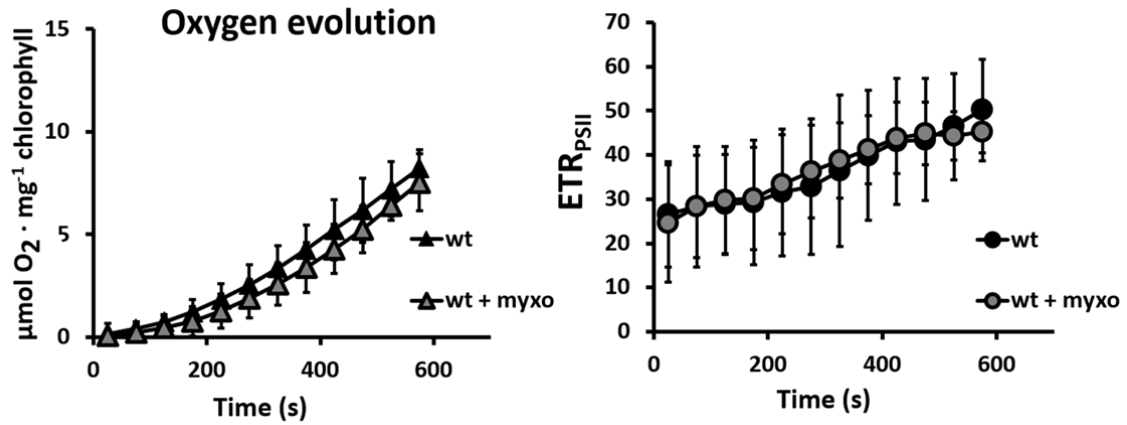 Oxygen evolution
µmol O2 · mg-1 chlorophyll
15
10
5
0
0 200 400 600
Time (s)
wt
wt + myxo
ETRPSII
70
60
50
40
30
20
10
0
0 200 400 600
Time (s)
wt
wt + myxo